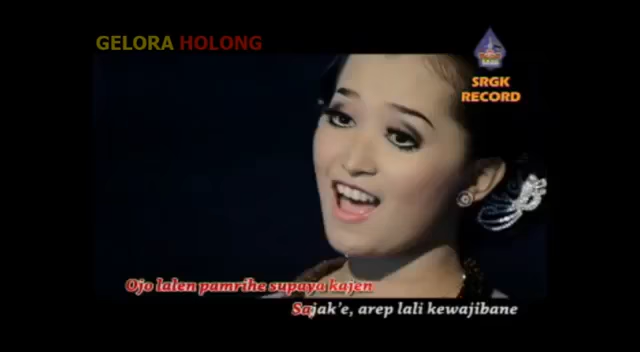 GELORA HOLONG
SRGK
RECORD
Ojo lalen pamrihe supaya kajen
Sajak'e, arep lali kewajibane